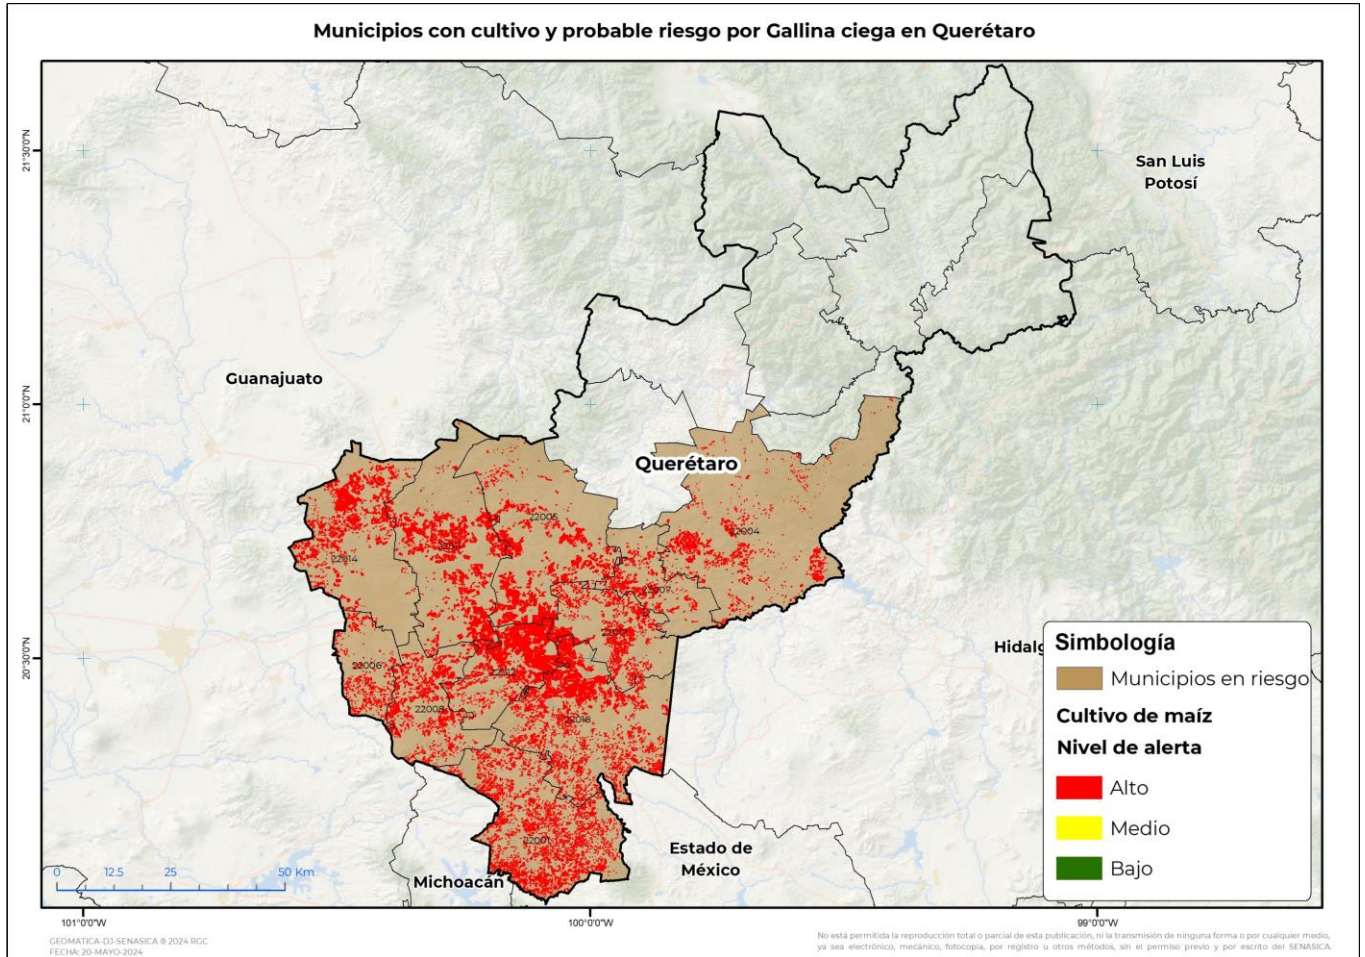 Municipios con cultivo y probable riesgo por Gallina ciega en Querétaro
21°30'0"N
21°0'0"N
20°30'0"N
San Luis
Potosí
Guanajuato
Querétaro
22005
22004
22014
22007
22017
22006
22008
22016
22001
Hidalg
Simbología
Municipios en riesgo
Cultivo de maíz
Nivel de alerta
Alto
Medio
Bajo
Estado de
México
Michoacán
0 12.5 25 50 Km
101°0'0"W 100°0'0"W 99°0'0"W
GEOMATICA-DJ-SENASICA ® 2024 RGC
FECHA: 20-MAYO-2024
No está permitida la reproducción total o parcial de esta publicación, ni la transmisión de ninguna forma o por cualquier medio,
ya sea electrónico, mecánico, fotocopia, por registro u otros métodos, sin el permiso previo y por escrito del SENASICA.